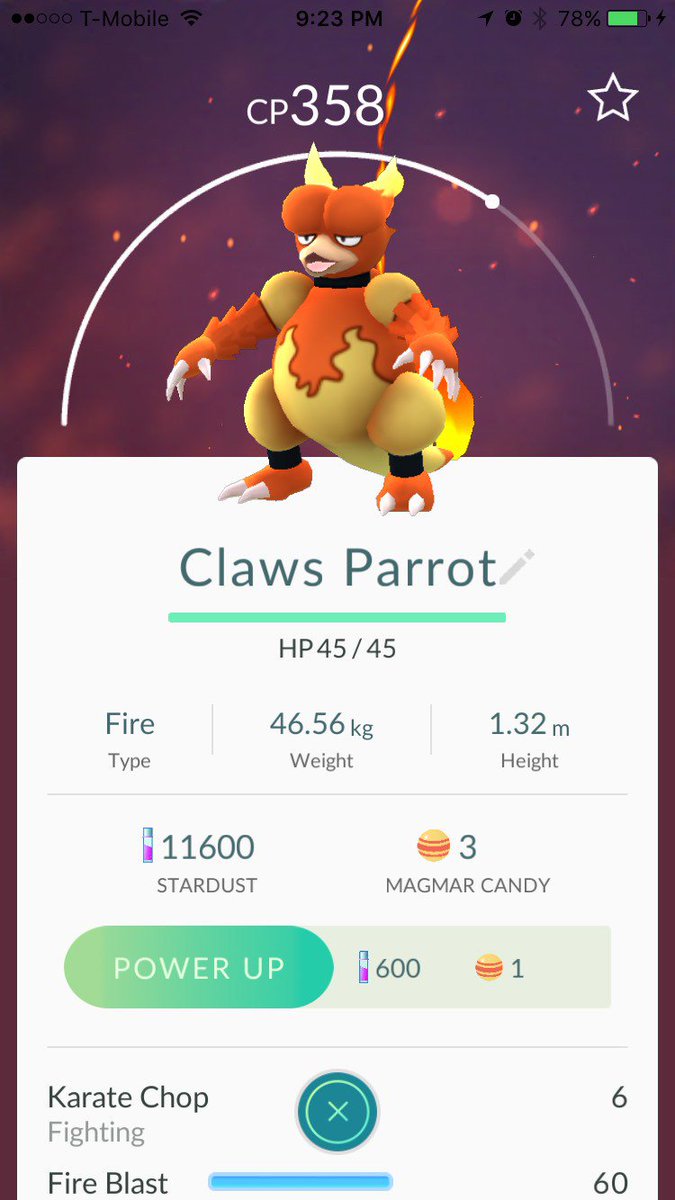 T-Mobile 9:23 PM 78%
CP358
Claws Parrot
HP 45 / 45
Fire 46.56 kg 1.32 m
Type Weight Height
11600 3
STARDUST MAGMAR CANDY
POWER UP 600 1
Karate Chop 6
Fighting
Fire Blast 60